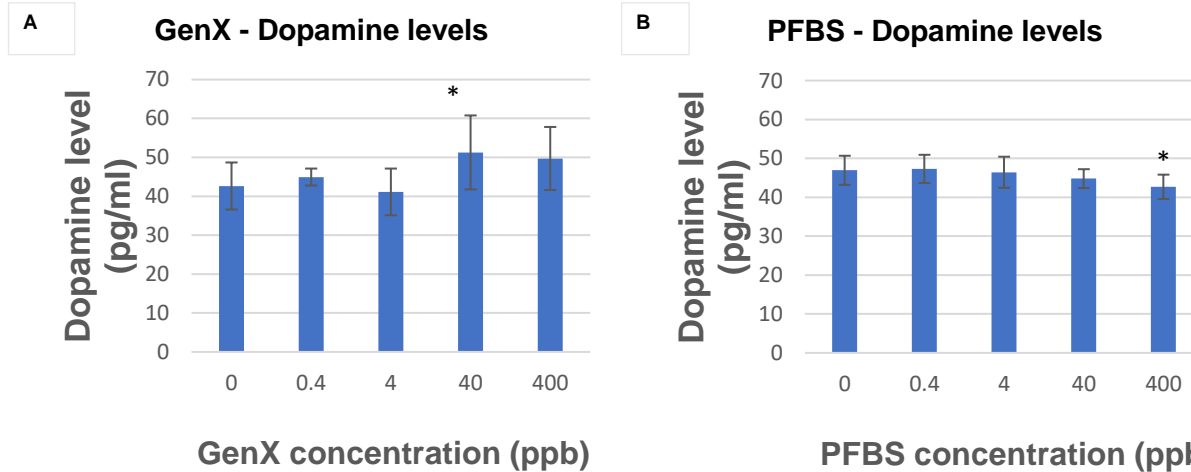 A
GenX - Dopamine levels
Dopamine level
(pg/ml)
70
60
50
40
30
20
10
0
*
0 0.4 4 40 400
GenX concentration (ppb)
B
PFBS - Dopamine levels
Dopamine level
(pg/ml)
70
60
50
40
30
20
10
0
*
0 0.4 4 40 400
PFBS concentration (ppb